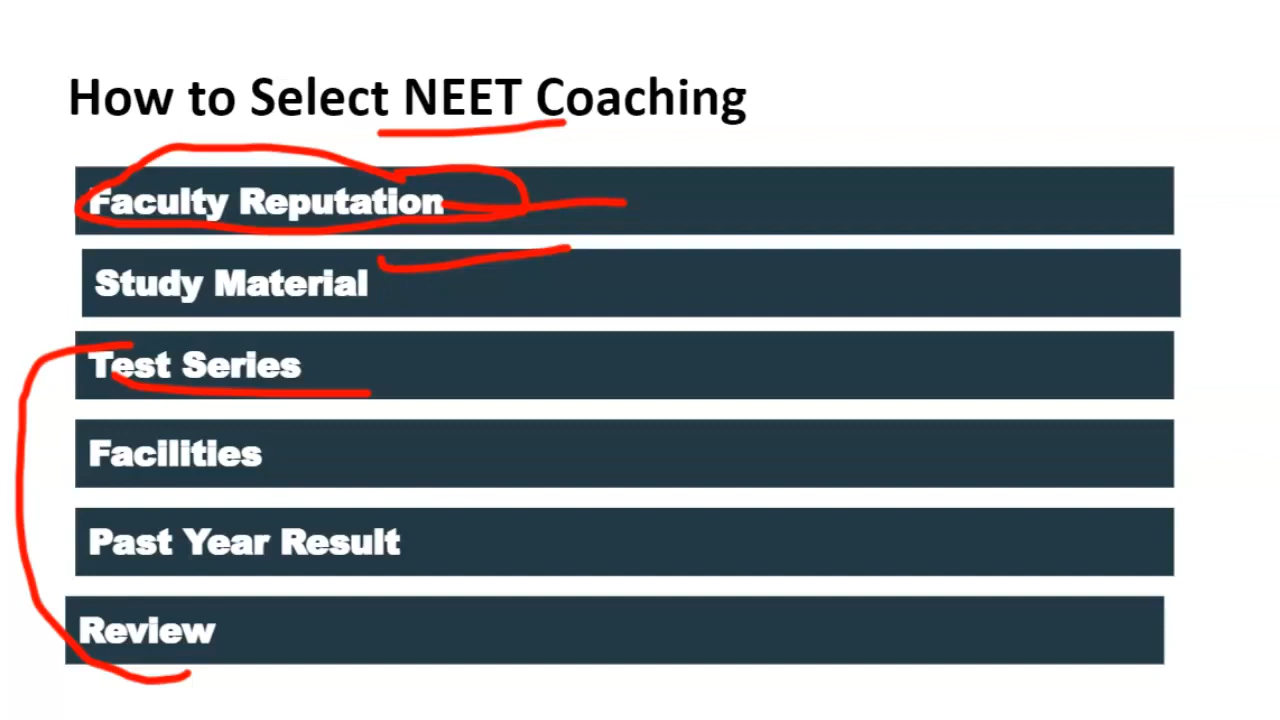 How to Select NEET Coaching
Faculty Reputation
Study Material
Test Series
Facilities
Past Year Result
Review